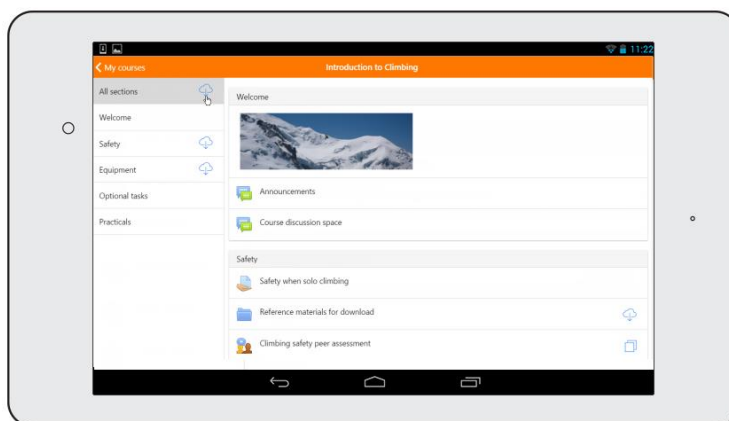 11:22
My courses
Introduction to Climbing
All sections
Welcome
Safety
Equipment
Optional tasks
Practicals
Welcome
Announcements
Course discussion space
Safety
Safety when solo climbing
Reference materials for download
Climbing safety peer assessment